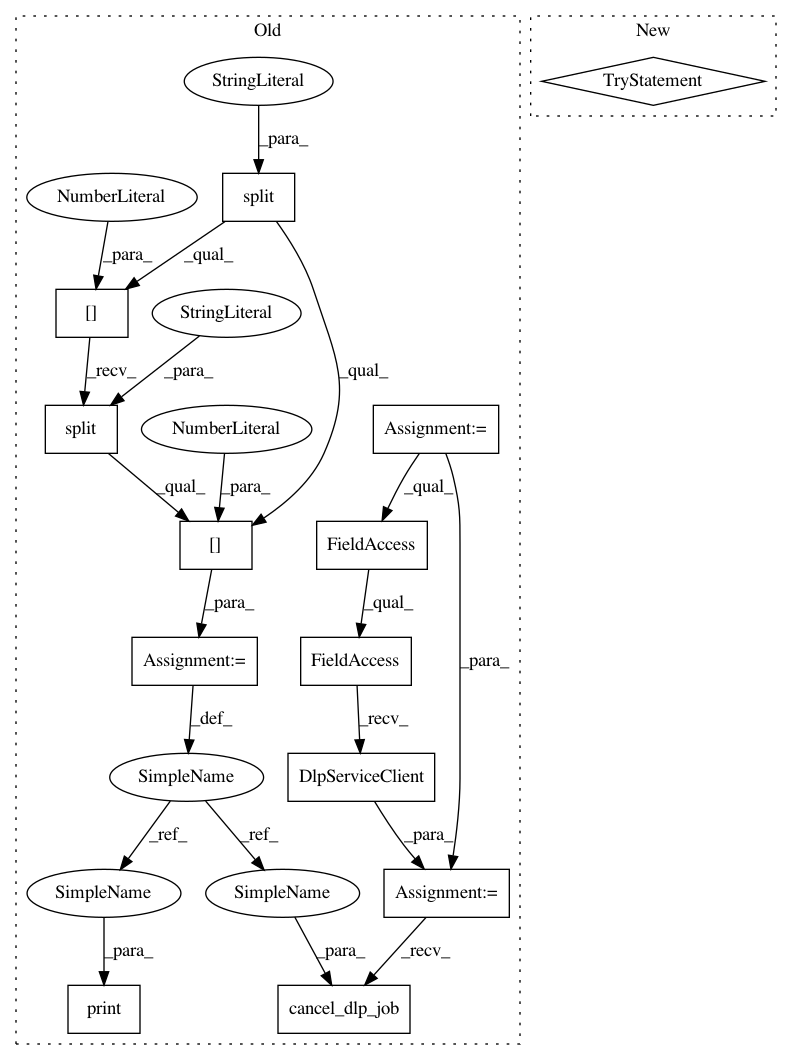 Old
New
StringLiteral
TryStatement
_para_
NumberLiteral
split
_para_
_qual_
[]
StringLiteral
_recv_
_para_
_qual_
split
NumberLiteral
Assignment:=
_qual_
_para_
_qual_
[]
FieldAccess
_para_
_qual_
Assignment:=
FieldAccess
_para_
_def_
_recv_
SimpleName
DlpServiceClient
_ref_
_ref_
_para_
SimpleName
SimpleName
Assignment:=
_para_
_para_
_recv_
print
cancel_dlp_job